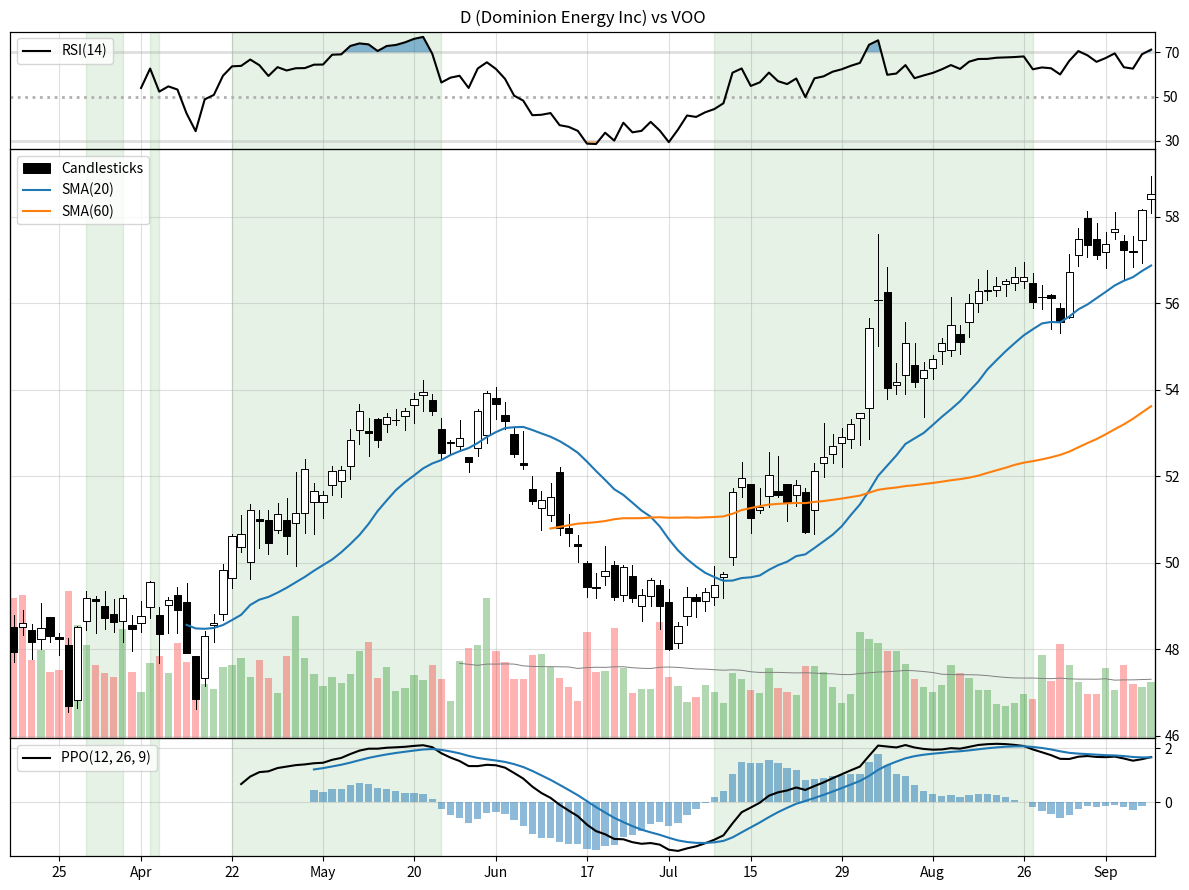 D (Dominion Energy Inc) vs VOO
RSI(14)
70
50
30
Candlesticks
SMA(20)
SMA(60)
58
56
54
52
50
48
46
PPO(12, 26, 9)
2
0
25 Apr 22 May 20 Jun 17 Jul 15 29 Aug 26 Sep